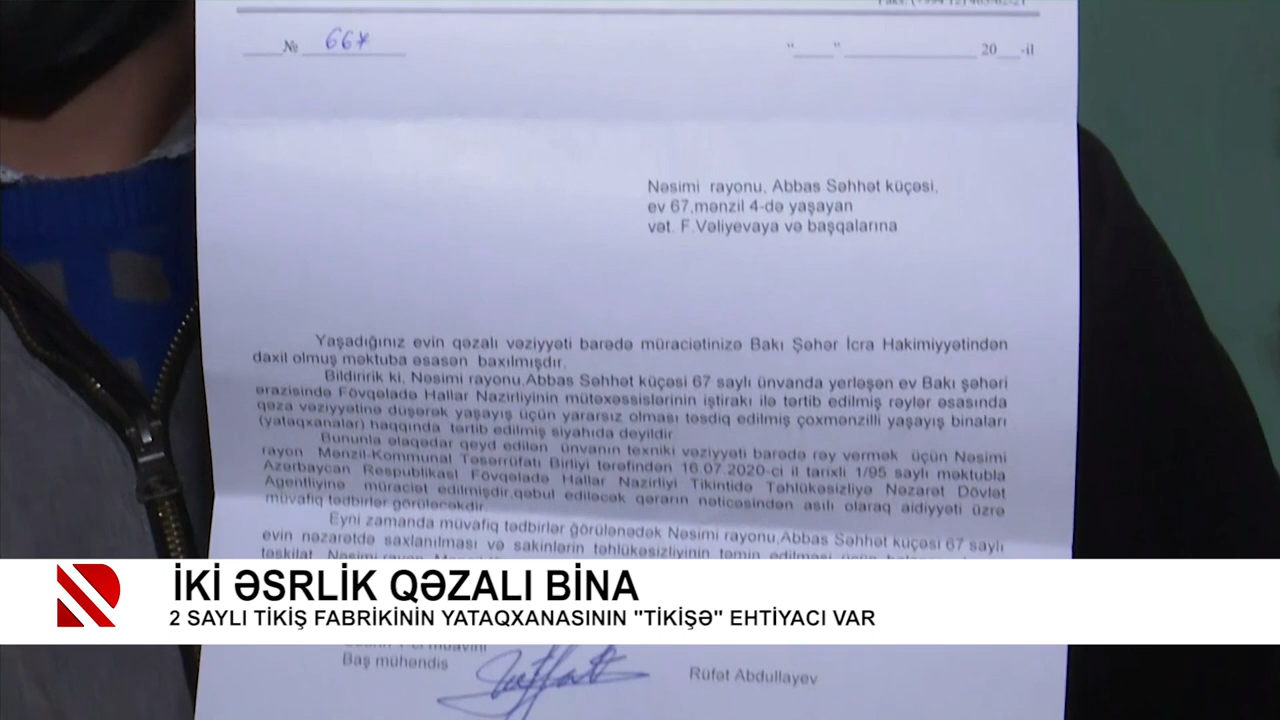 № 667
"____" ____________ 20___-il
Nəsimi rayonu, Abbas Səhhət küçəsi,
ev 67,mənzil 4-də yaşayan
vət. F.Vəliyevaya və başqalarına
Yaşadığınız evin qəzalı vəziyyəti barədə müraciətinizə Bakı Şəhər İcra Hakimiyyətindən
daxil olmuş məktuba əsasən baxılmışdır.
Bildiririk ki, Nəsimi rayonu,Abbas Səhhət küçəsi 67 saylı ünvanda yerləşən ev Bakı şəhəri
ərazisində Fövqəladə Hallar Nazirliyinin mütəxəssislərinin iştirakı ilə tərtib edilmiş rəylər əsasında
qəza vəziyyətinə düşərək yaşayış üçün yararsız olması təsdiq edilmiş çoxmənzilli yaşayış binaları
(yataqxanalar) haqqında tərtib edilmiş siyahıda deyildir
Bununla əlaqədar qeyd edilən ünvanın texniki vəziyyəti barədə rəy vermək üçün Nəsimi
rayon Mənzil-Kommunal Təsərrüfatı Birliyi tərəfindən 16.07.2020-ci il tarixli 1/95 saylı məktubla
Azərbaycan Respublikası Fövqəladə Hallar Nazirliyi Tikintidə Təhlükəsizliyə Nəzarət Dövlət
Agentliyinə müraciət edilmişdir,qəbul ediləcək qərarın nəticəsindən asılı olaraq aidiyyəti üzrə
müvafiq tədbirlər görüləcəkdir.
Eyni zamanda müvafiq tədbirlər görülənədək Nəsimi rayonu,Abbas Səhhət küçəsi 67 saylı
evin nəzarətdə saxlanılması və sakinlərin təhlükəsizliyinin təmin edilməsi üçün
İKİ ƏSRLİK QƏZALI BİNA
2 SAYLI TİKİŞ FABRİKİNİN YATAQXANASININ "TİKİŞƏ" EHTİYACI VAR
Baş mühəndis
Rüfət Abdullayev